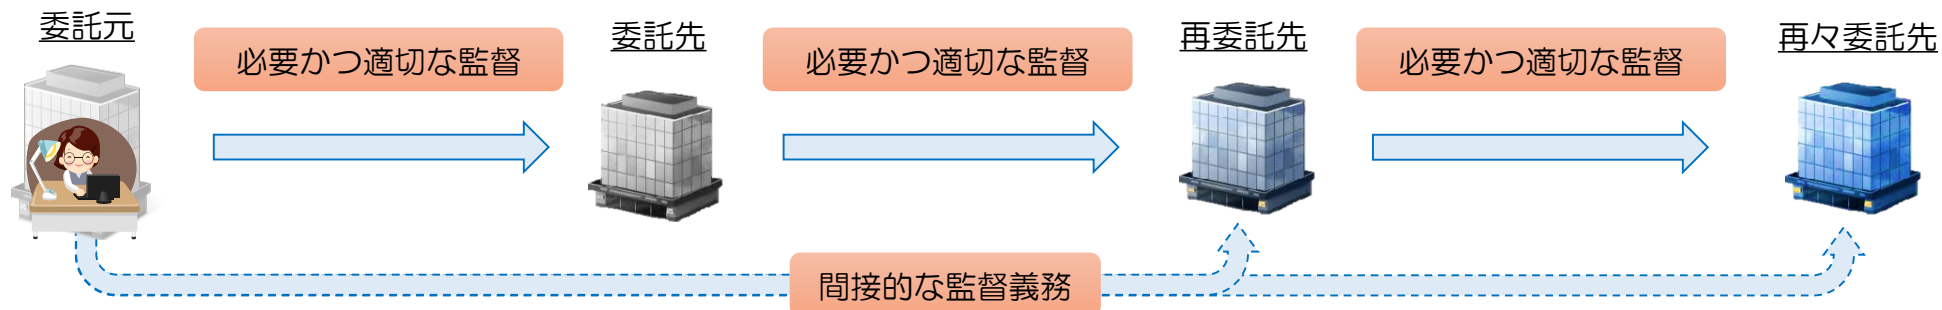 委託元
必要かつ適切な監督
委託先
必要かつ適切な監督
再委託先
必要かつ適切な監督
再々委託先
間接的な監督義務